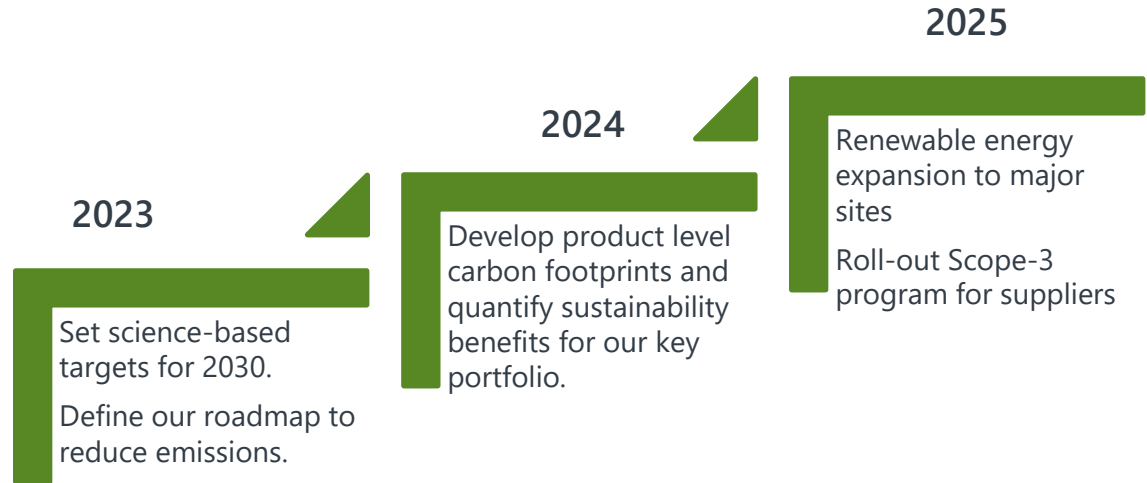 2023
Set science-based
targets for 2030.
Define our roadmap to
reduce emissions.
2024
Develop product level
carbon footprints and
quantify sustainability
benefits for our key
portfolio.
2025
Renewable energy
expansion to major
sites
Roll-out Scope-3
program for suppliers